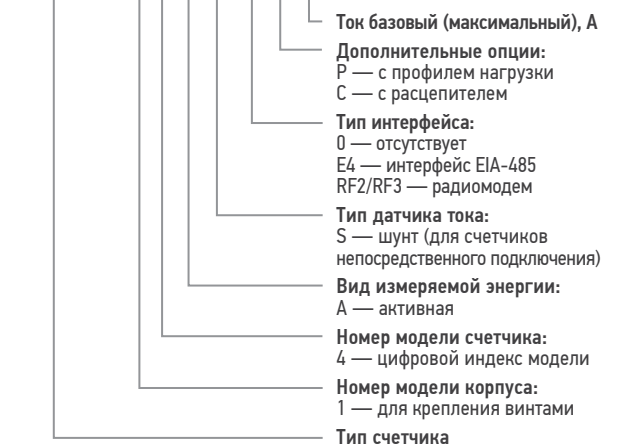 Ток базовый (максимальный), А
Дополнительные опции:
P — с профилем нагрузки
C — с расцепителем
Тип интерфейса:
0 — отсутствует
E4 — интерфейс EIA-485
RF2/RF3 — радиомодем
Тип датчика тока:
S — шунт (для счетчиков
непосредственного подключения)
Вид измеряемой энергии:
А — активная
Номер модели счетчика:
4 — цифровой индекс модели
Номер модели корпуса:
1 — для крепления винтами
Тип счетчика